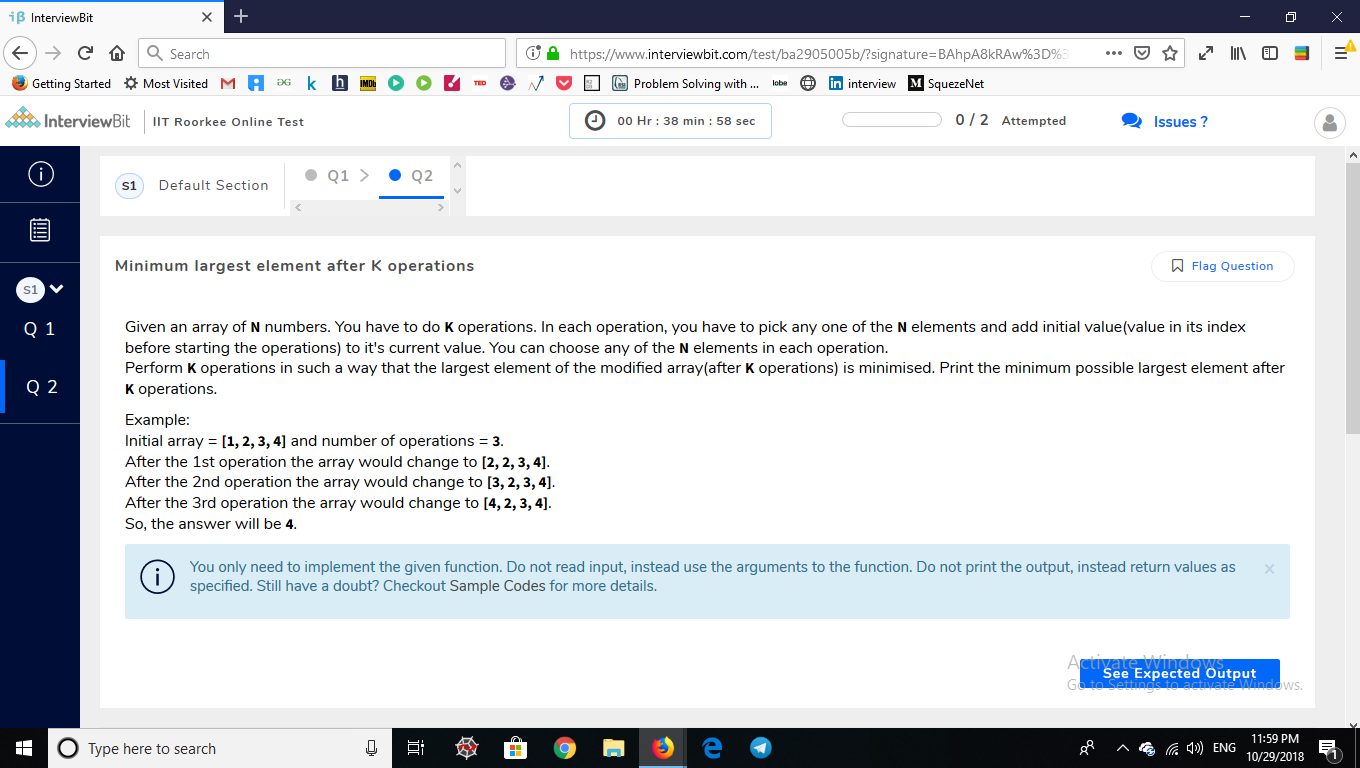 InterviewBit
Search
https://www.interviewbit.com/test/ba2905005b/?signature=BAhpA8kRAw%3D%3
Getting Started
Most Visited
IMDb
TED
Problem Solving with ...
lobe
interview
SquezeNet
InterviewBit
IIT Roorkee Online Test
00 Hr : 38 min : 58 sec
0 / 2 Attempted
Issues ?
S1 Default Section
Q1
Q2
S1
Q 1
Q 2
Minimum largest element after K operations
Flag Question
Given an array of N numbers. You have to do K operations. In each operation, you have to pick any one of the N elements and add initial value(value in its index
before starting the operations) to it's current value. You can choose any of the N elements in each operation.
Perform K operations in such a way that the largest element of the modified array(after K operations) is minimised. Print the minimum possible largest element after
K operations.
Example:
Initial array = [1, 2, 3, 4] and number of operations = 3.
After the 1st operation the array would change to [2, 2, 3, 4].
After the 2nd operation the array would change to [3, 2, 3, 4].
After the 3rd operation the array would change to [4, 2, 3, 4].
So, the answer will be 4.
You only need to implement the given function. Do not read input, instead use the arguments to the function. Do not print the output, instead return values as
specified. Still have a doubt? Checkout Sample Codes for more details.
Activate Windows
See Expected Output
Go to Settings to activate Windows.
Type here to search
ENG
11:59 PM
10/29/2018
1